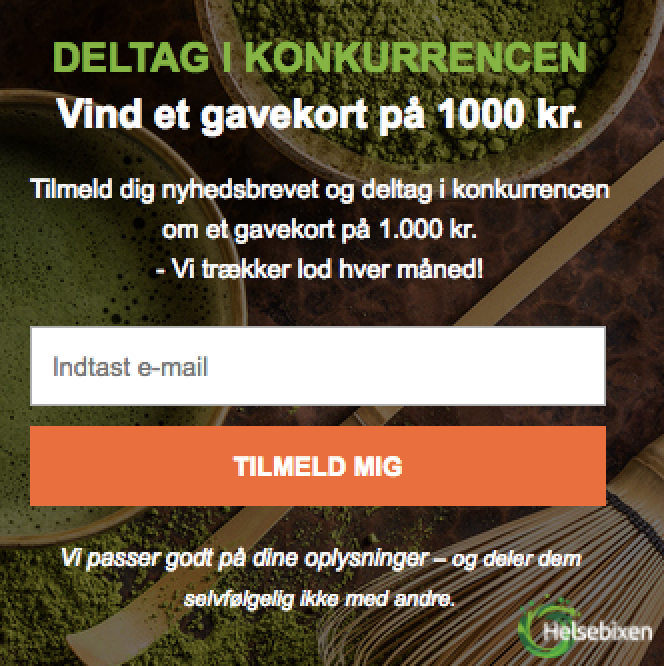 DELTAG I KONKURRENCEN
Vind et gavekort på 1000 kr.
Tilmeld dig nyhedsbrevet og deltag i konkurrencen
om et gavekort på 1.000 kr.
- Vi trækker lod hver måned!
Indtast e-mail
TILMELD MIG
Vi passer godt på dine oplysninger – og deler dem
selvfølgelig ikke med andre.
Helsebixen